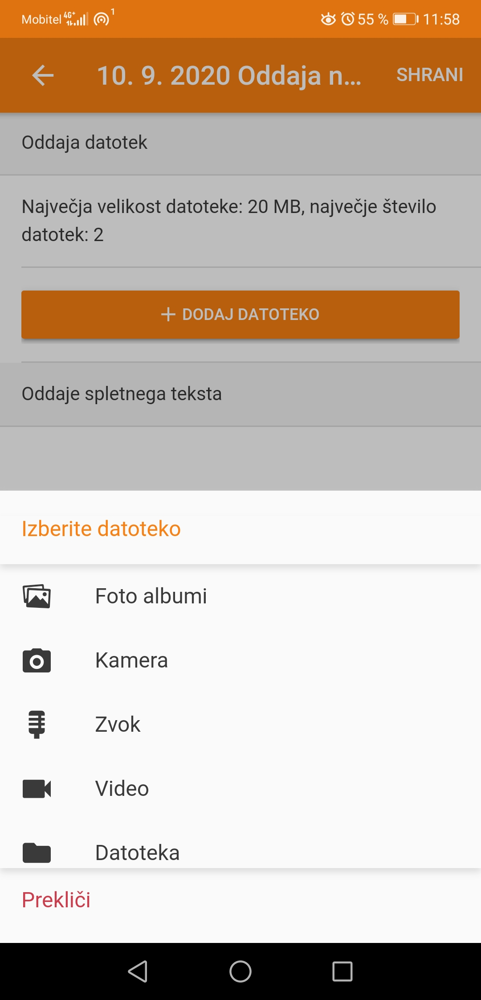 Mobitel 4G+ 1 55 % 11:58
10. 9. 2020 Oddaja n... SHRANI
Oddaja datotek
Največja velikost datoteke: 20 MB, največje število
datotek: 2
+ DODAJ DATOTEKO
Oddaje spletnega teksta
Izberite datoteko
Foto albumi
Kamera
Zvok
Video
Datoteka
Prekliči